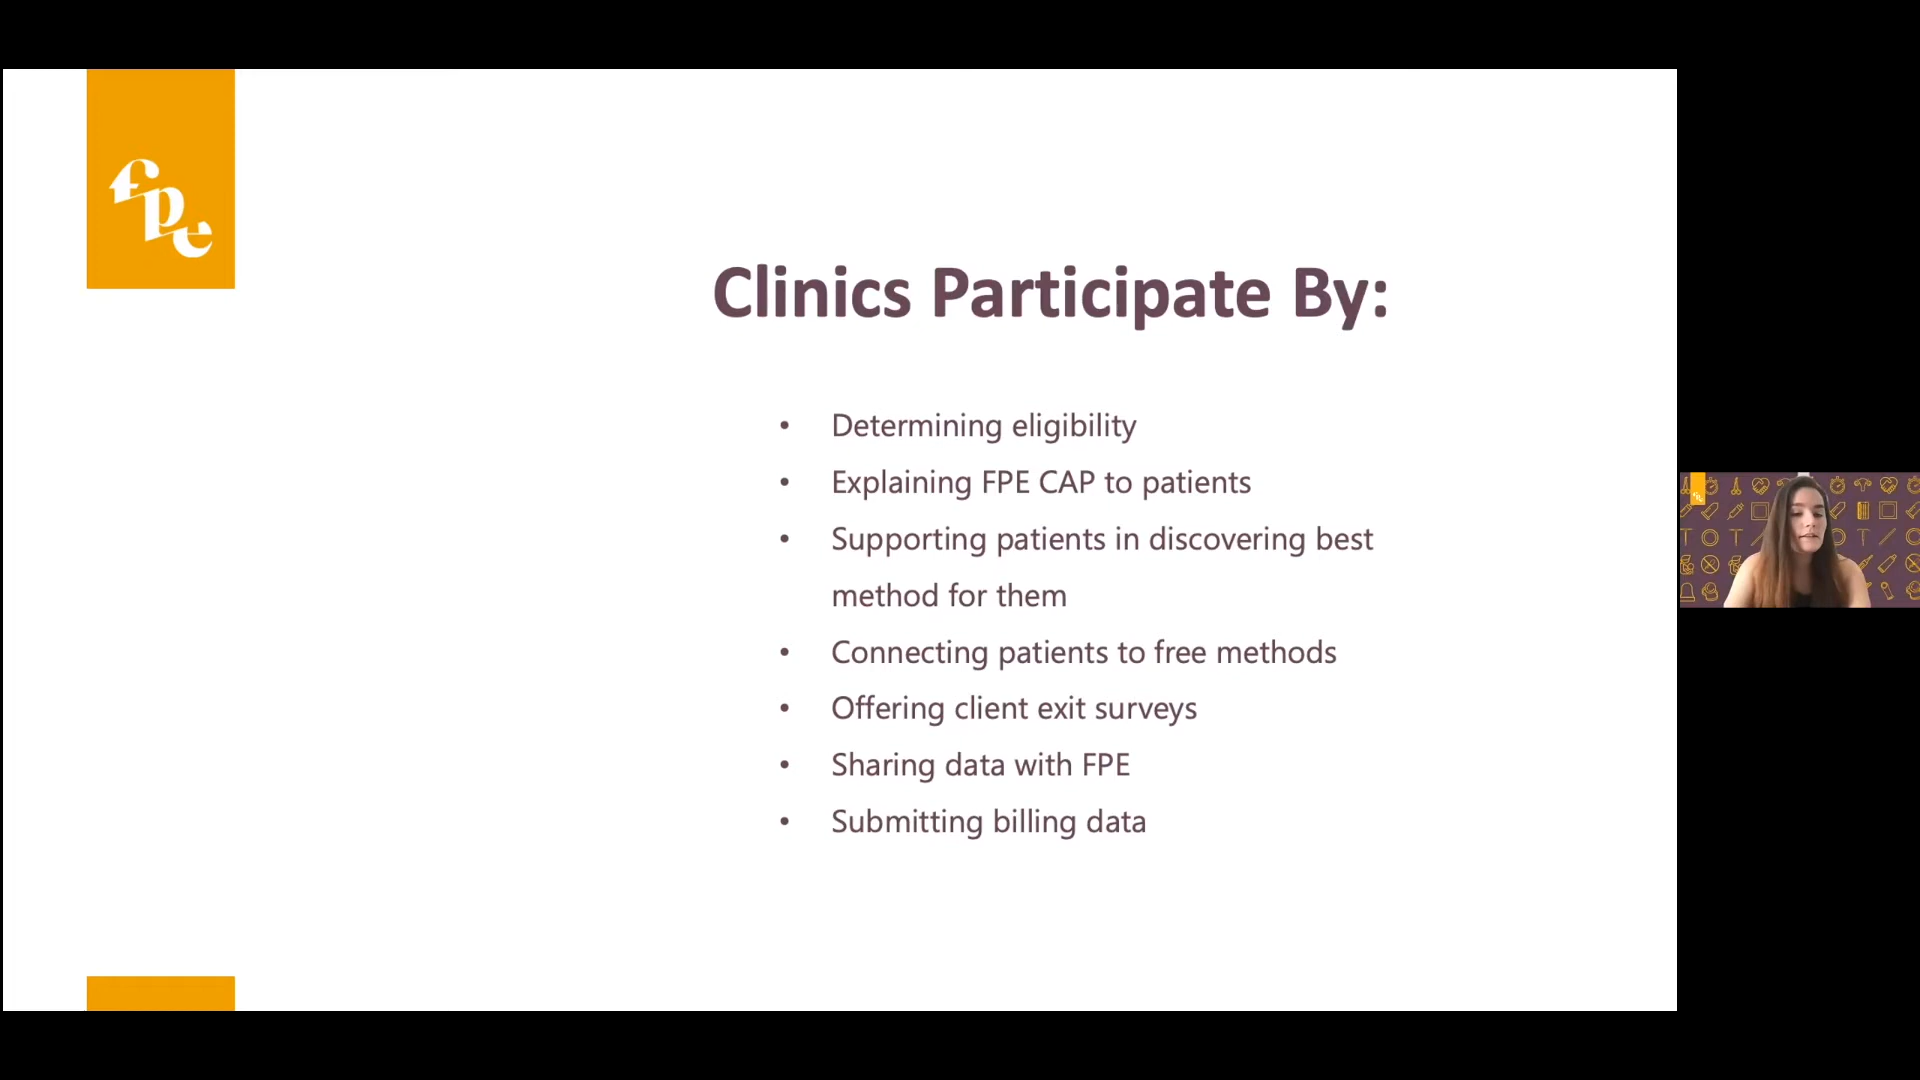 fpe
Clinics Participate By:
• Determining eligibility
• Explaining FPE CAP to patients
• Supporting patients in discovering best
method for them
• Connecting patients to free methods
• Offering client exit surveys
• Sharing data with FPE
• Submitting billing data